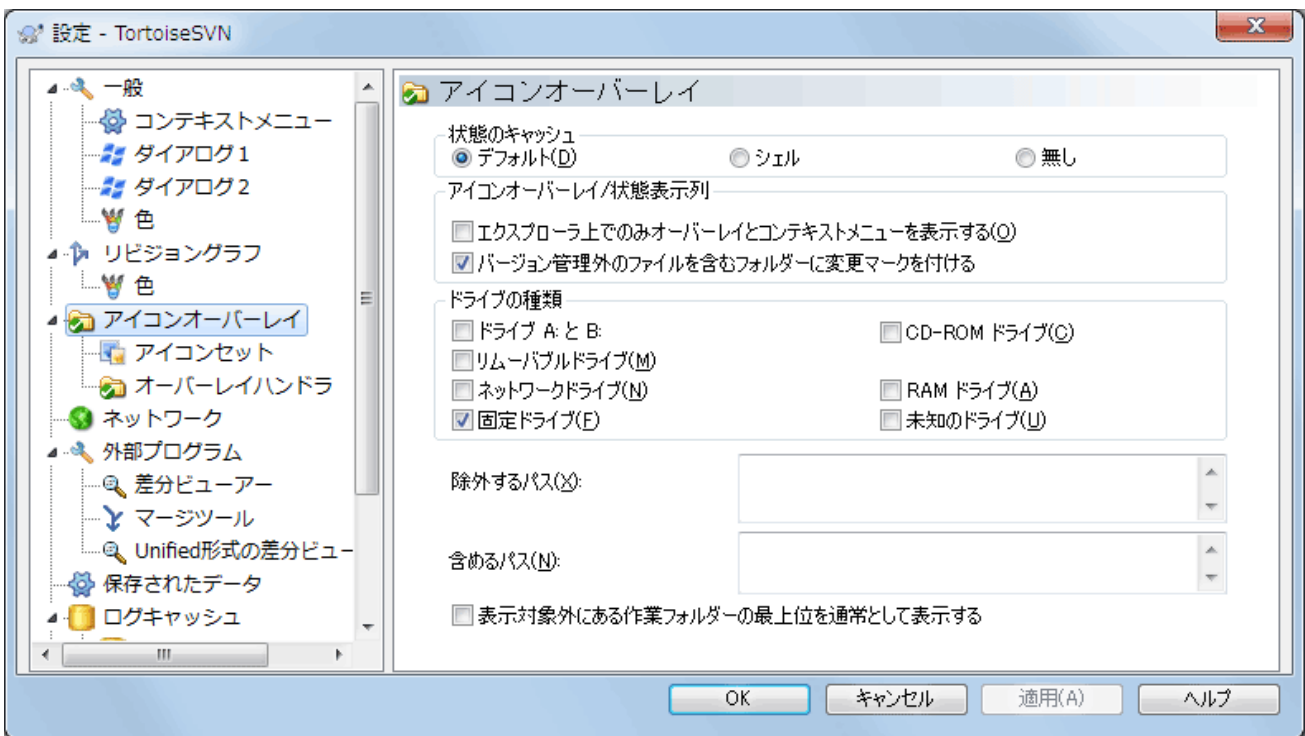 設定 - TortoiseSVN
一般
コンテキストメニュー
ダイアログ1
ダイアログ2
色
リビジョングラフ
色
アイコンオーバーレイ
アイコンセット
オーバーレイハンドラ
ネットワーク
外部プログラム
差分ビューアー
マージツール
Unified形式の差分ビュー
保存されたデータ
ログキャッシュ
アイコンオーバーレイ
状態のキャッシュ
デフォルト(D) シェル 無し
アイコンオーバーレイ/状態表示列
エクスプローラ上でのみオーバーレイとコンテキストメニューを表示する(O)
バージョン管理外のファイルを含むフォルダーに変更マークを付ける
ドライブの種類
ドライブ A: と B: CD-ROM ドライブ(C)
リムーバブルドライブ(M)
ネットワークドライブ(N) RAM ドライブ(A)
固定ドライブ(F) 未知のドライブ(U)
除外するパス(X):
含めるパス(N):
表示対象外にある作業フォルダーの最上位を通常として表示する
OK キャンセル 適用(A) ヘルプ